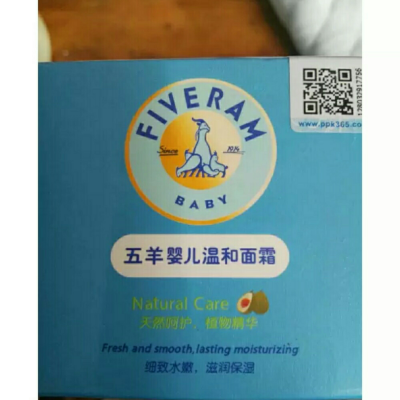 FIVERAM
Since 1974
BABY
五羊婴儿温和面霜
Natural Care
天然呵护,植物精华
Fresh and smooth, lasting moisturizing
细致水嫩,滋润保湿
www.ppk365.co